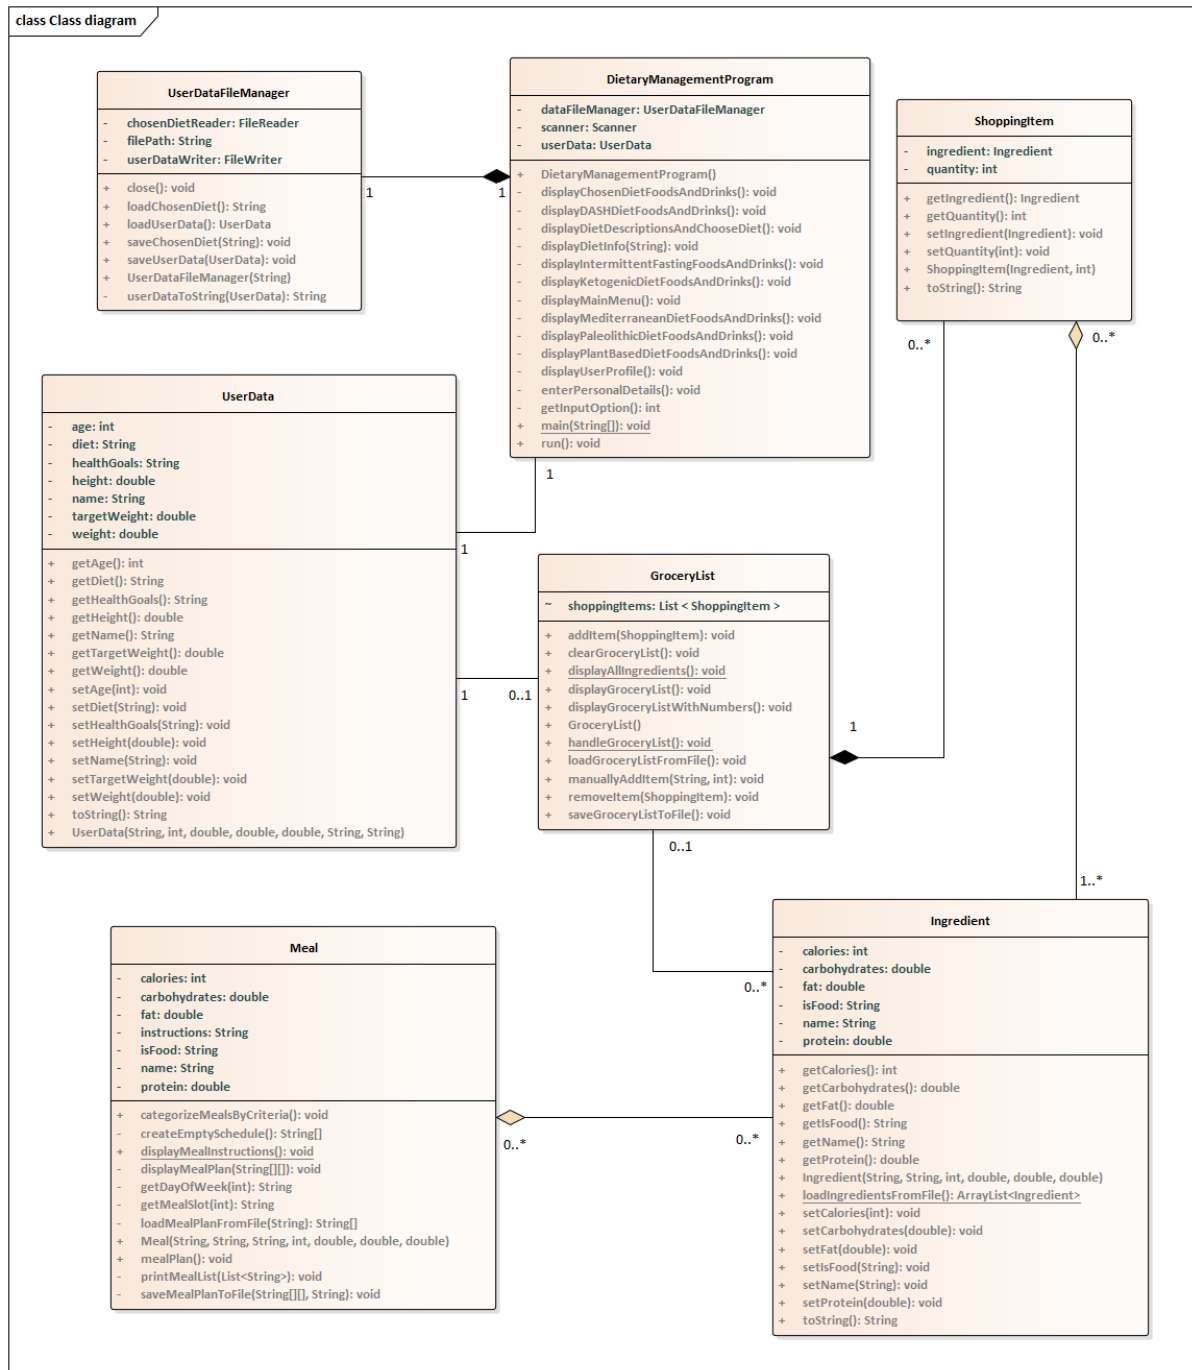 class Class diagram
UserDataFileManager
- chosenDietReader: FileReader
- filePath: String
- userDataWriter: FileWriter
+ close(): void
+ loadChosenDiet(): String
+ loadUserData(): UserData
+ saveChosenDiet(String): void
+ saveUserData(UserData): void
+ UserDataFileManager(String)
- userDataToString(UserData): String
1
1
DietaryManagementProgram
- dataFileManager: UserDataFileManager
- scanner: Scanner
- userData: UserData
+ DietaryManagementProgram()
- displayChosenDietFoodsAndDrinks(): void
- displayDASHDietFoodsAndDrinks(): void
- displayDietDescriptionsAndChooseDiet(): void
- displayDietInfo(String): void
- displayIntermittentFastingFoodsAndDrinks(): void
- displayKetogenicDietFoodsAndDrinks(): void
- displayMainMenu(): void
- displayMediterraneanDietFoodsAndDrinks(): void
- displayPaleolithicDietFoodsAndDrinks(): void
- displayPlantBasedDietFoodsAndDrinks(): void
- displayUserProfile(): void
- enterPersonalDetails(): void
- getInputOption(): int
+ main(String[]): void
+ run(): void
ShoppingItem
- ingredient: Ingredient
- quantity: int
+ getIngredient(): Ingredient
+ getQuantity(): int
+ setIngredient(Ingredient): void
+ setQuantity(int): void
+ ShoppingItem(Ingredient, int)
+ toString(): String
0..*
0..*
UserData
- age: int
- diet: String
- healthGoals: String
- height: double
- name: String
- targetWeight: double
- weight: double
+ getAge(): int
+ getDiet(): String
+ getHealthGoals(): String
+ getHeight(): double
+ getName(): String
+ getTargetWeight(): double
+ getWeight(): double
+ setAge(int): void
+ setDiet(String): void
+ setHealthGoals(String): void
+ setHeight(double): void
+ setName(String): void
+ setTargetWeight(double): void
+ setWeight(double): void
+ toString(): String
+ UserData(String, int, double, double, double, String, String)
1
1
1
0..1
GroceryList
~ shoppingItems: List < ShoppingItem >
+ addItem(ShoppingItem): void
+ clearGroceryList(): void
+ displayAllIngredients(): void
+ displayGroceryList(): void
+ displayGroceryListWithNumbers(): void
+ GroceryList()
+ handleGroceryList(): void
+ loadGroceryListFromFile(): void
+ manuallyAddItem(String, int): void
+ removeItem(ShoppingItem): void
+ saveGroceryListToFile(): void
1
0..1
1..*
0..*
Meal
- calories: int
- carbohydrates: double
- fat: double
- instructions: String
- isFood: String
- name: String
- protein: double
+ categorizeMealsByCriteria(): void
- createEmptySchedule(): String[]
+ displayMealInstructions(): void
- displayMealPlan(String[][]): void
- getDayOfWeek(int): String
- getMealSlot(int): String
- loadMealPlanFromFile(String): String[]
+ Meal(String, String, String, int, double, double, double)
+ mealPlan(): void
- printMealList(List<String>): void
- saveMealPlanToFile(String[][], String): void
0..*
0..*
Ingredient
- calories: int
- carbohydrates: double
- fat: double
- isFood: String
- name: String
- protein: double
+ getCalories(): int
+ getCarbohydrates(): double
+ getFat(): double
+ getIsFood(): String
+ getName(): String
+ getProtein(): double
+ Ingredient(String, String, int, double, double, double)
+ loadIngredientsFromFile(): ArrayList<Ingredient>
+ setCalories(int): void
+ setCarbohydrates(double): void
+ setFat(double): void
+ setIsFood(String): void
+ setName(String): void
+ setProtein(double): void
+ toString(): String